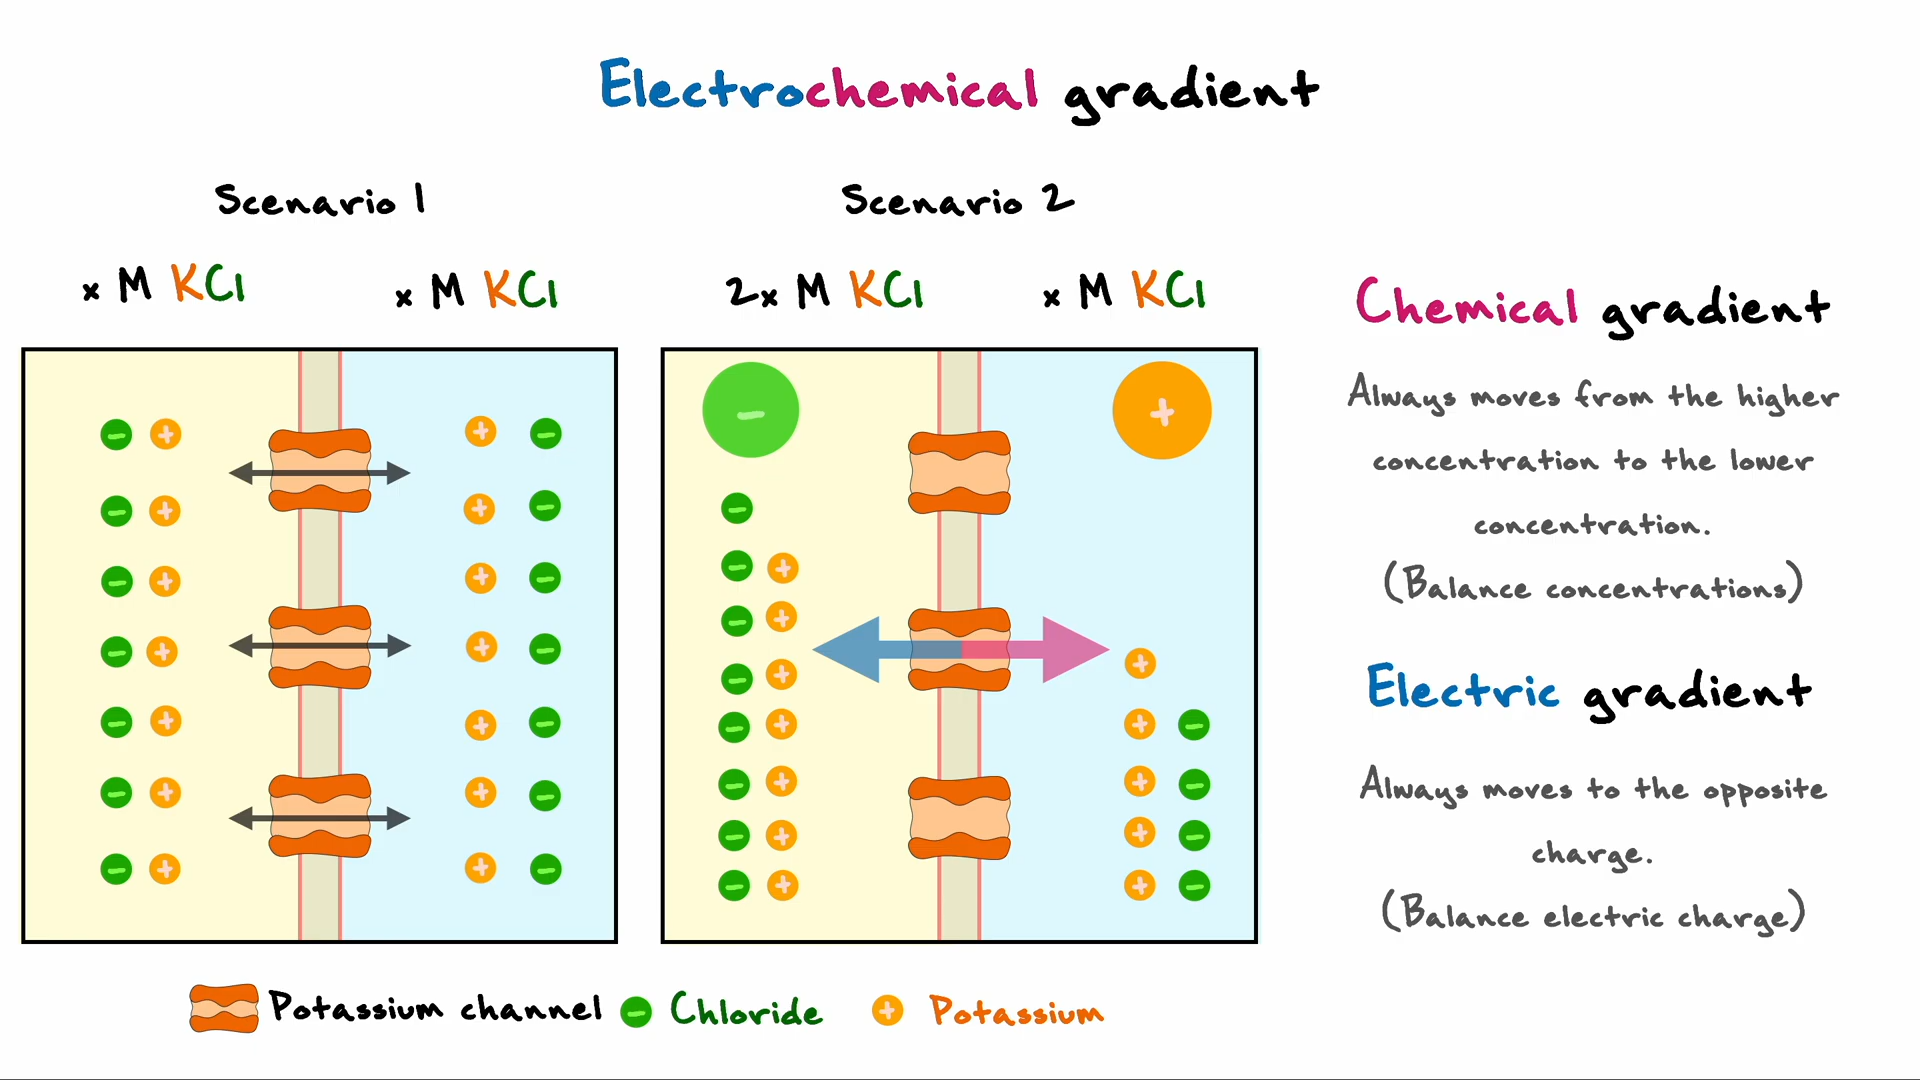 Electrochemical gradient
Scenario 1
Scenario 2
x M KCl
x M KCl
2x M KCl
x M KCl
Chemical gradient
Always moves from the higher
concentration to the lower
concentration.
(Balance concentrations)
Electric gradient
Always moves to the opposite
charge.
(Balance electric charge)
Potassium channel
Chloride
Potassium